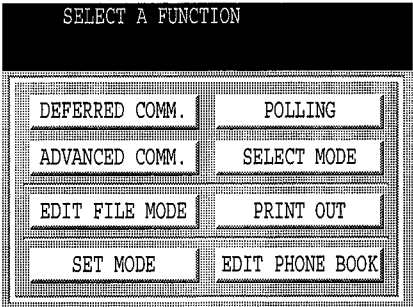 SELECT A FUNCTION
DEFERRED COMM. POLLING
ADVANCED COMM. SELECT MODE
EDIT FILE MODE PRINT OUT
SET MODE EDIT PHONE BOOK